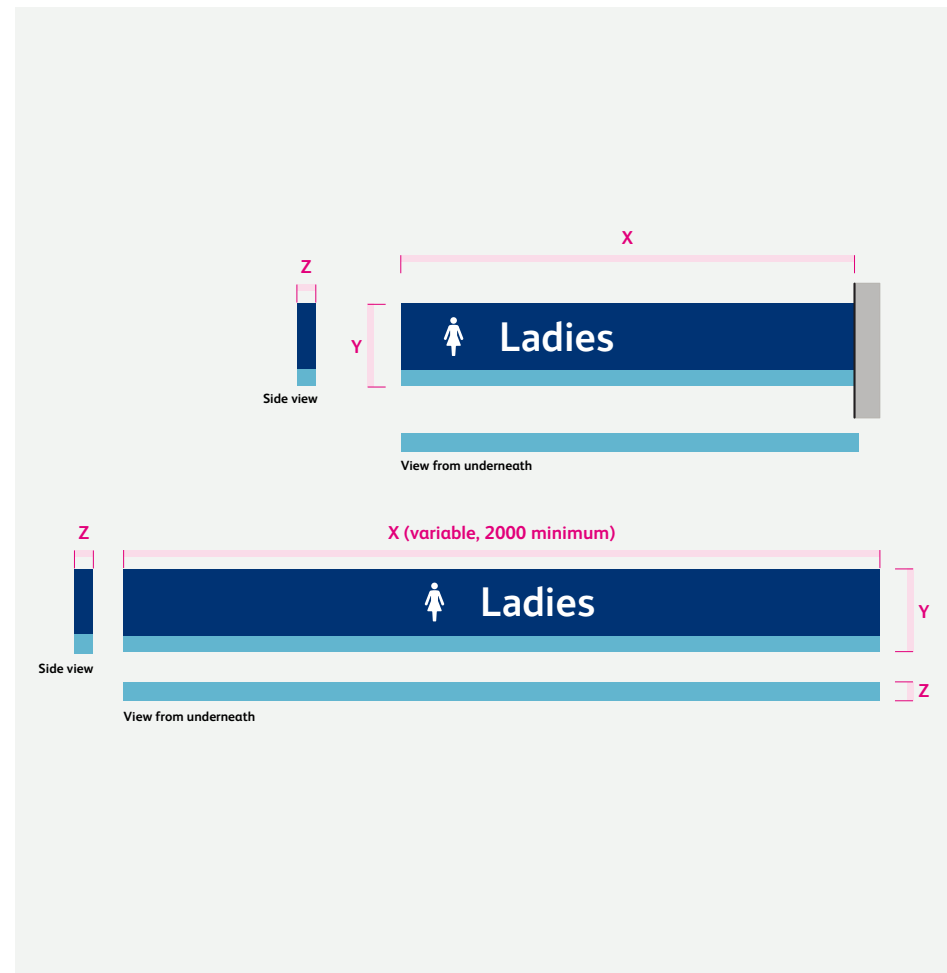 X
Z
Y
Ladies
Side view
View from underneath
Z
X (variable, 2000 minimum)
Ladies
Y
Side view
Z
View from underneath